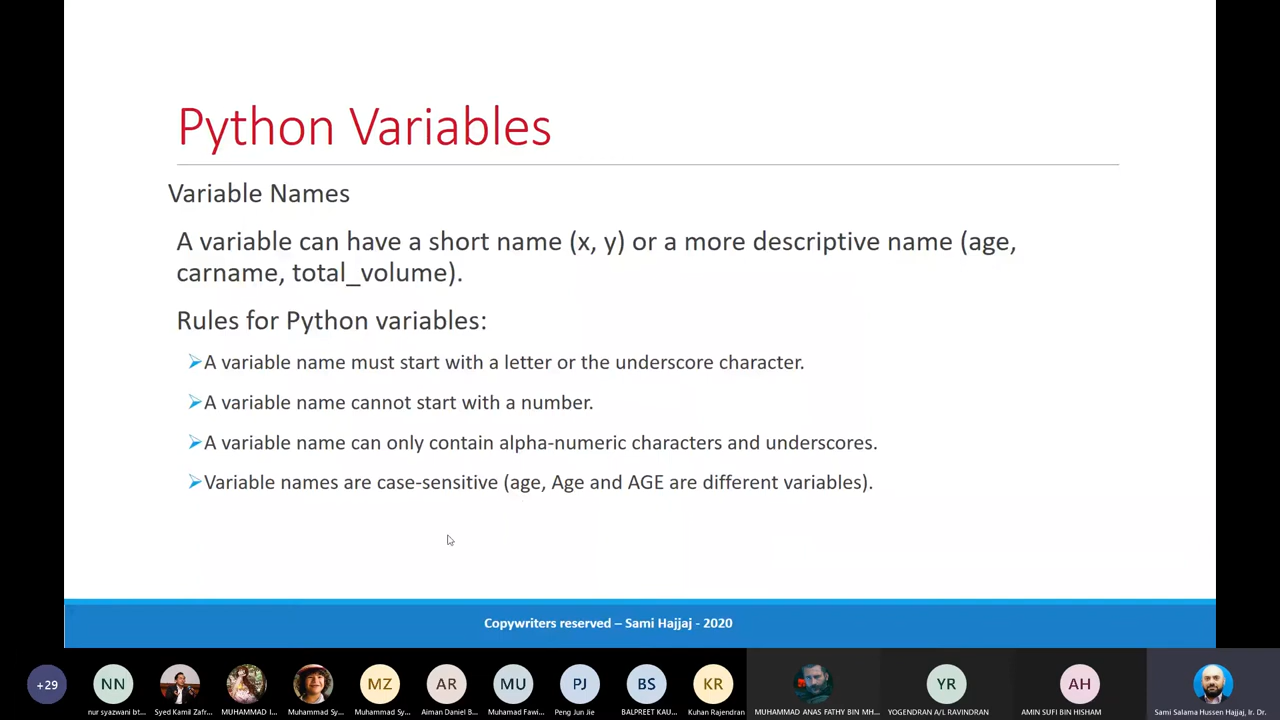 Python Variables
Variable Names
A variable can have a short name (x, y) or a more descriptive name (age,
carname, total_volume).
Rules for Python variables:
A variable name must start with a letter or the underscore character.
A variable name cannot start with a number.
A variable name can only contain alpha-numeric characters and underscores.
Variable names are case-sensitive (age, Age and AGE are different variables).
Copywriters reserved – Sami Hajjaj - 2020
+29 NN MZ AR MU PJ BS KR YR AH
nur syazwani bt... Syed Kamil Zafr... MUHAMMAD I... Muhammad Sy... Muhammad Sy... Aiman Daniel B... Muhamad Fawi... Peng Jun Jie BALPREET KAU... Kuhan Rajendran MUHAMMAD ANAS FATHY BIN MH... YOGENDRAN A/L RAVINDRAN AMIN SUFI BIN HISHAM Sami Salama Hussen Hajjaj, Ir. Dr.